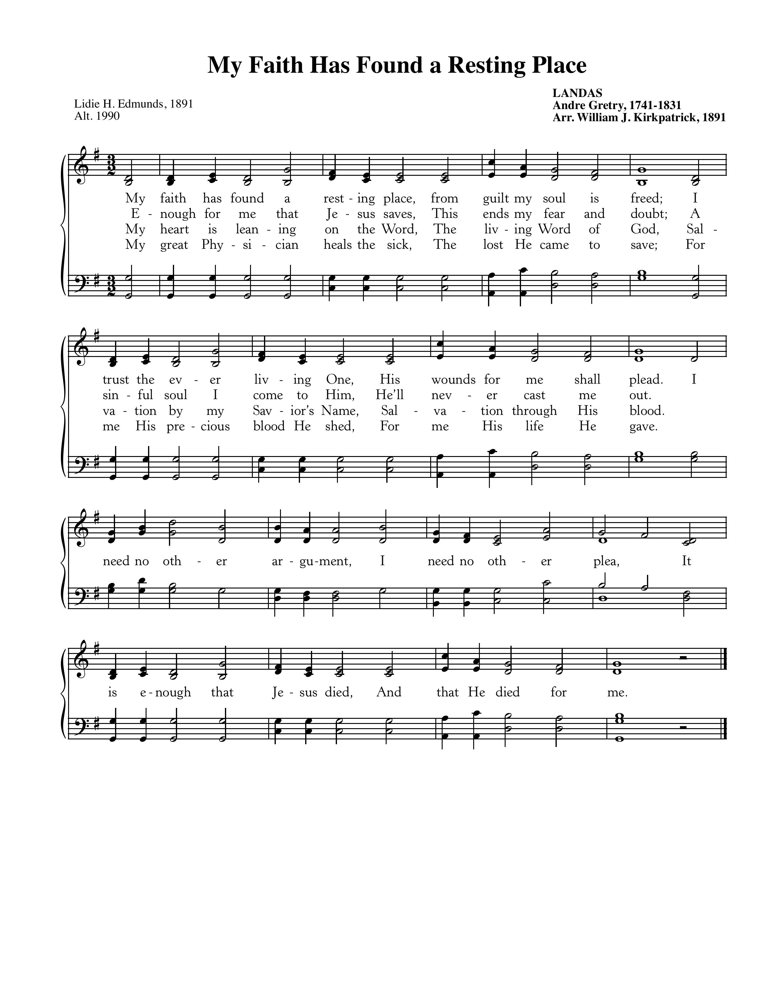 My Faith Has Found a Resting Place
Lidie H. Edmunds, 1891
Alt. 1990
LANDAS
Andre Gretry, 1741-1831
Arr. William J. Kirkpatrick, 1891
3 2
My faith has found a rest - ing place, from guilt my soul is freed; I
E - nough for me that Je - sus saves, This ends my fear and doubt; A
My heart is lean - ing on the Word, The liv - ing Word of God, Sal -
My great Phy - si - cian heals the sick, The lost He came to save; For
3 2
trust the ev - er liv - ing One, His wounds for me shall plead. I
sin - ful soul I come to Him, He'll nev - er cast me out.
va - tion by my Sav - ior's Name, Sal - va - tion through His blood.
me His pre - cious blood He shed, For me His life He gave.
need no oth - er ar - gu - ment, I need no oth - er plea, It
is e - nough that Je - sus died, And that He died for me.